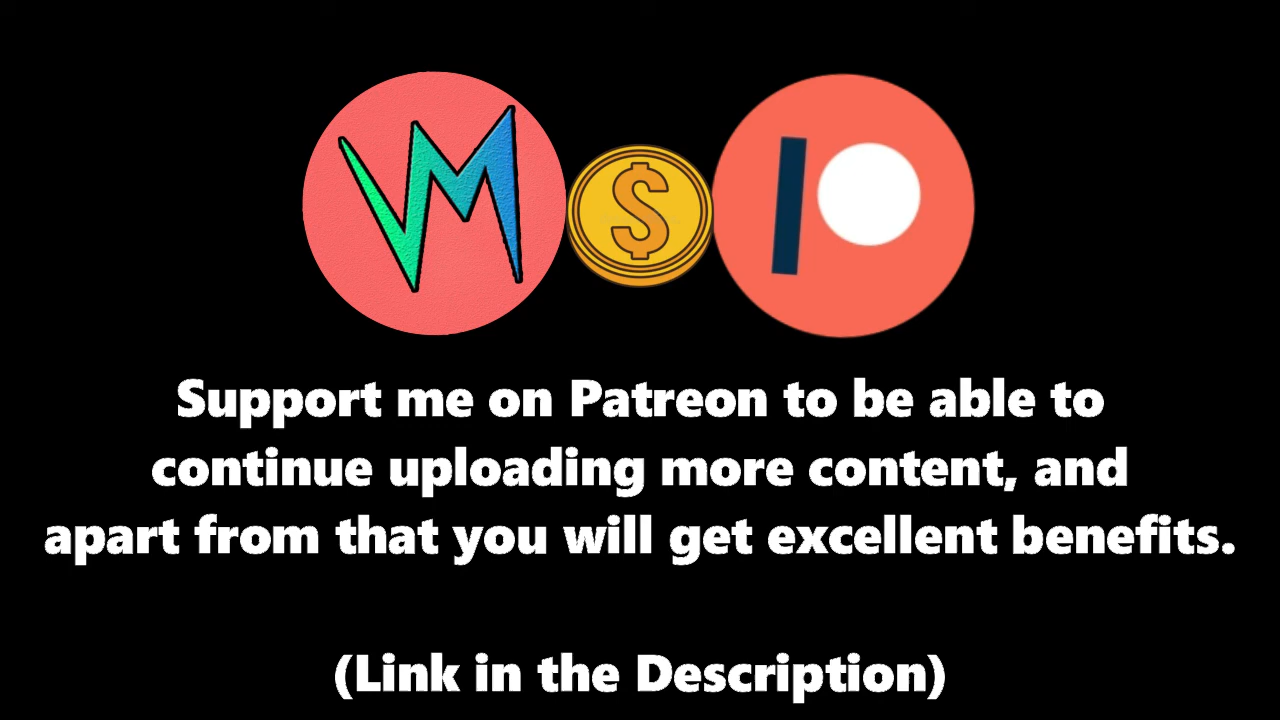 VM
$
Support me on Patreon to be able to
continue uploading more content, and
apart from that you will get excellent benefits.
(Link in the Description)